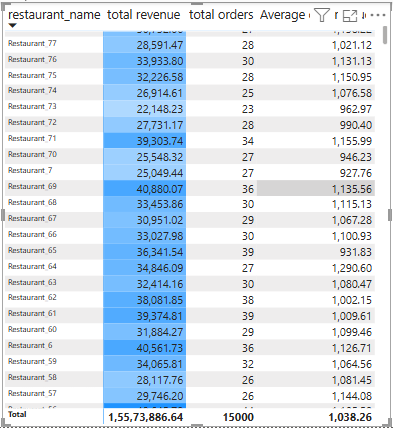 restaurant_name total revenue total orders Average
Restaurant_77 28,591.47 28 1,021.12
Restaurant_76 33,933.80 30 1,131.13
Restaurant_75 32,226.58 28 1,150.95
Restaurant_74 26,914.61 25 1,076.58
Restaurant_73 22,148.23 23 962.97
Restaurant_72 27,731.17 28 990.40
Restaurant_71 39,303.74 34 1,155.99
Restaurant_70 25,548.32 27 946.23
Restaurant_7 25,049.44 27 927.76
Restaurant_69 40,880.07 36 1,135.56
Restaurant_68 33,453.86 30 1,115.13
Restaurant_67 30,951.02 29 1,067.28
Restaurant_66 33,027.98 30 1,100.93
Restaurant_65 36,341.54 39 931.83
Restaurant_64 34,846.09 27 1,290.60
Restaurant_63 32,414.16 30 1,080.47
Restaurant_62 38,081.85 38 1,002.15
Restaurant_61 39,374.81 39 1,009.61
Restaurant_60 31,884.27 29 1,099.46
Restaurant_6 40,561.73 36 1,126.71
Restaurant_59 34,065.81 32 1,064.56
Restaurant_58 28,117.76 26 1,081.45
Restaurant_57 29,746.20 26 1,144.08
Total 1,55,73,886.64 15000 1,038.26